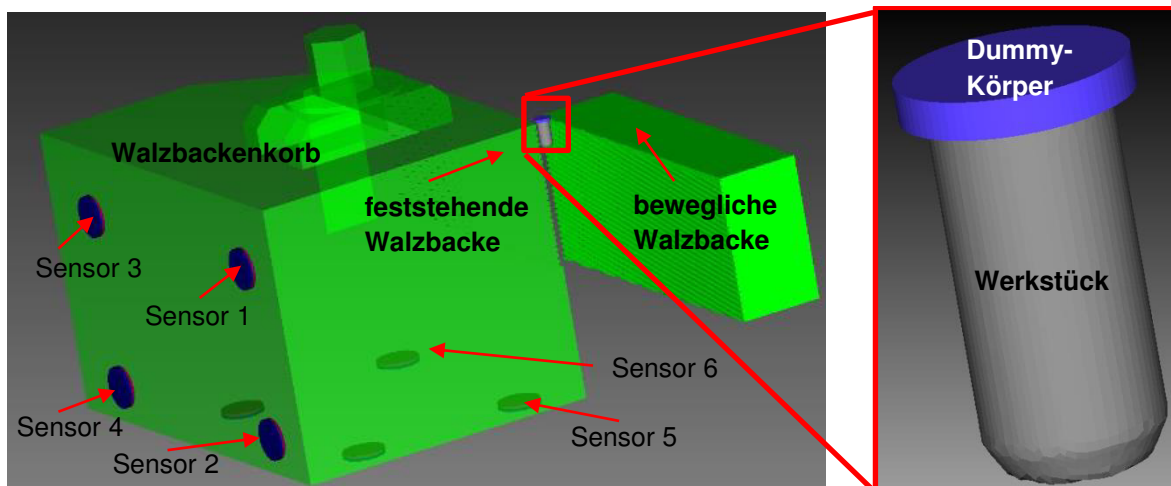 Walzbackenkorb
feststehende
Walzbacke
bewegliche
Walzbacke
Sensor 3
Sensor 1
Sensor 6
Sensor 4
Sensor 2
Sensor 5
Dummy-
Körper
Werkstück